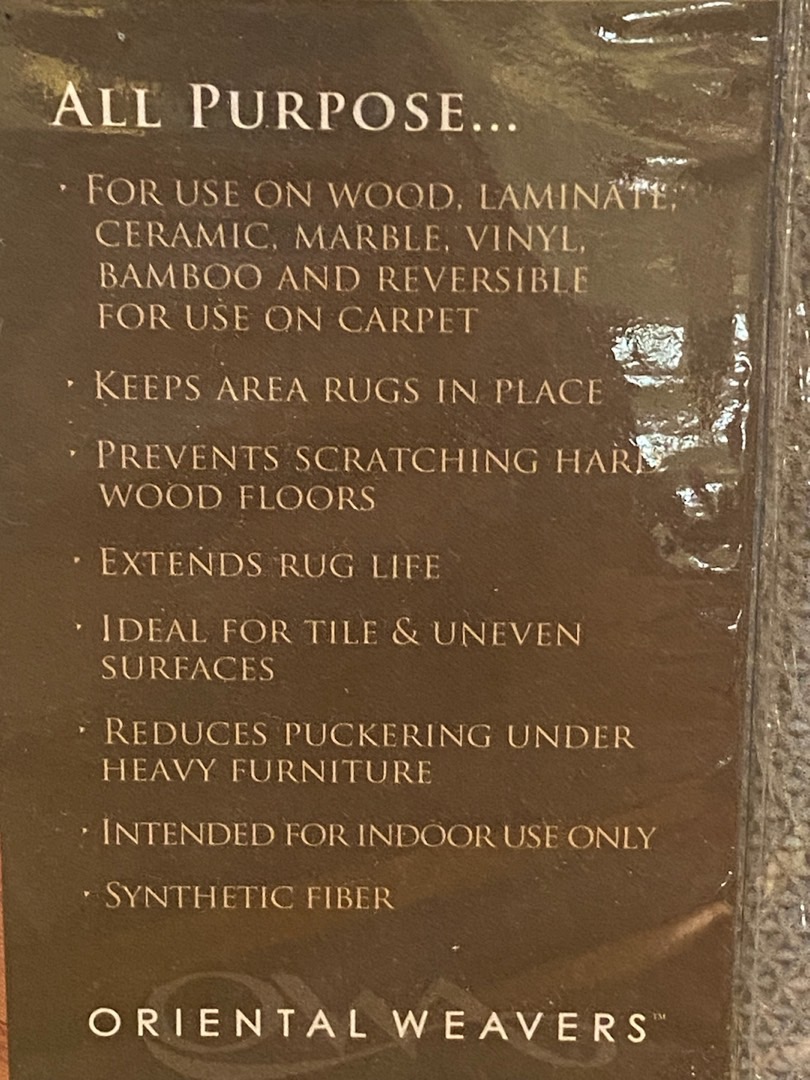 ALL PURPOSE...
· FOR USE ON WOOD, LAMINATE,
CERAMIC, MARBLE, VINYL,
BAMBOO AND REVERSIBLE
FOR USE ON CARPET
· KEEPS AREA RUGS IN PLACE
· PREVENTS SCRATCHING HARD
WOOD FLOORS
· EXTENDS RUG LIFE
· IDEAL FOR TILE & UNEVEN
SURFACES
· REDUCES PUCKERING UNDER
HEAVY FURNITURE
· INTENDED FOR INDOOR USE ONLY
· SYNTHETIC FIBER
ORIENTAL WEAVERS™